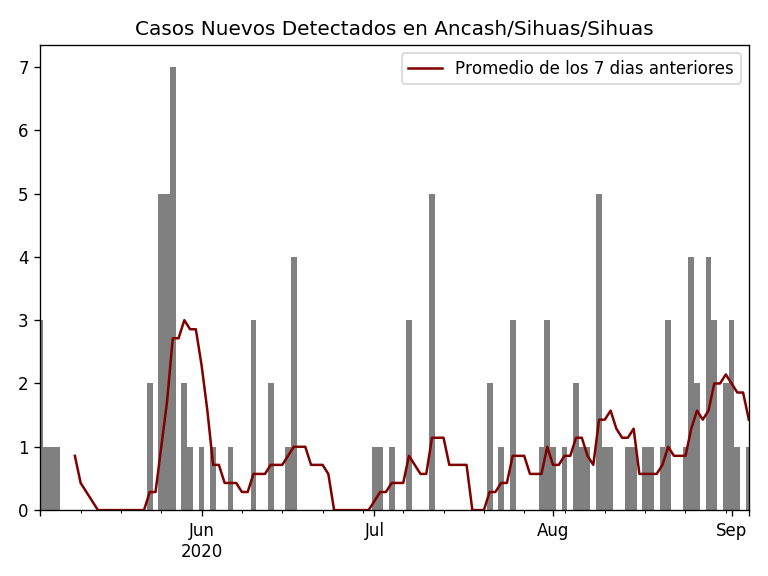 Casos Nuevos Detectados en Ancash/Sihuas/Sihuas
Promedio de los 7 dias anteriores
7
6
5
4
3
2
1
0
Jun
2020
Jul
Aug
Sep